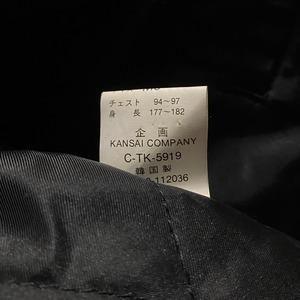 チェスト 94~97
身 長 177~182
企 画
KANSAI COMPANY
C-TK-5919
韓 国 製
-112036